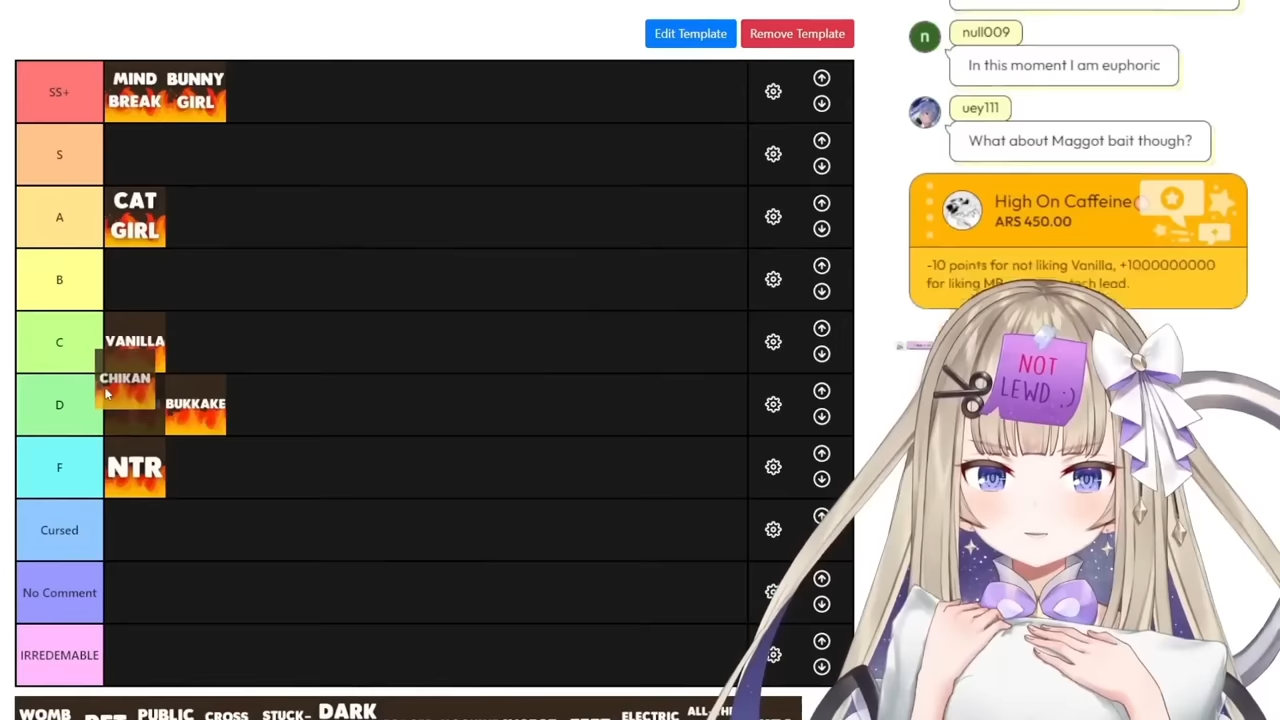 Edit Template
Remove Template
SS+
MIND BREAK
BUNNY GIRL
S
A
CAT GIRL
B
C
VANILLA
CHIKAN
D
BUKKAKE
F
NTR
Cursed
No Comment
IRREDEMABLE
WOMB
PUBLIC
CROSS
STUCK-
DARK
ELECTRIC
n
null009
In this moment I am euphoric
uey111
What about Maggot bait though?
High On Caffeine
ARS 450.00
-10 points for not liking Vanilla, +1000000000
for liking
lead.
NOT
LEWD :)